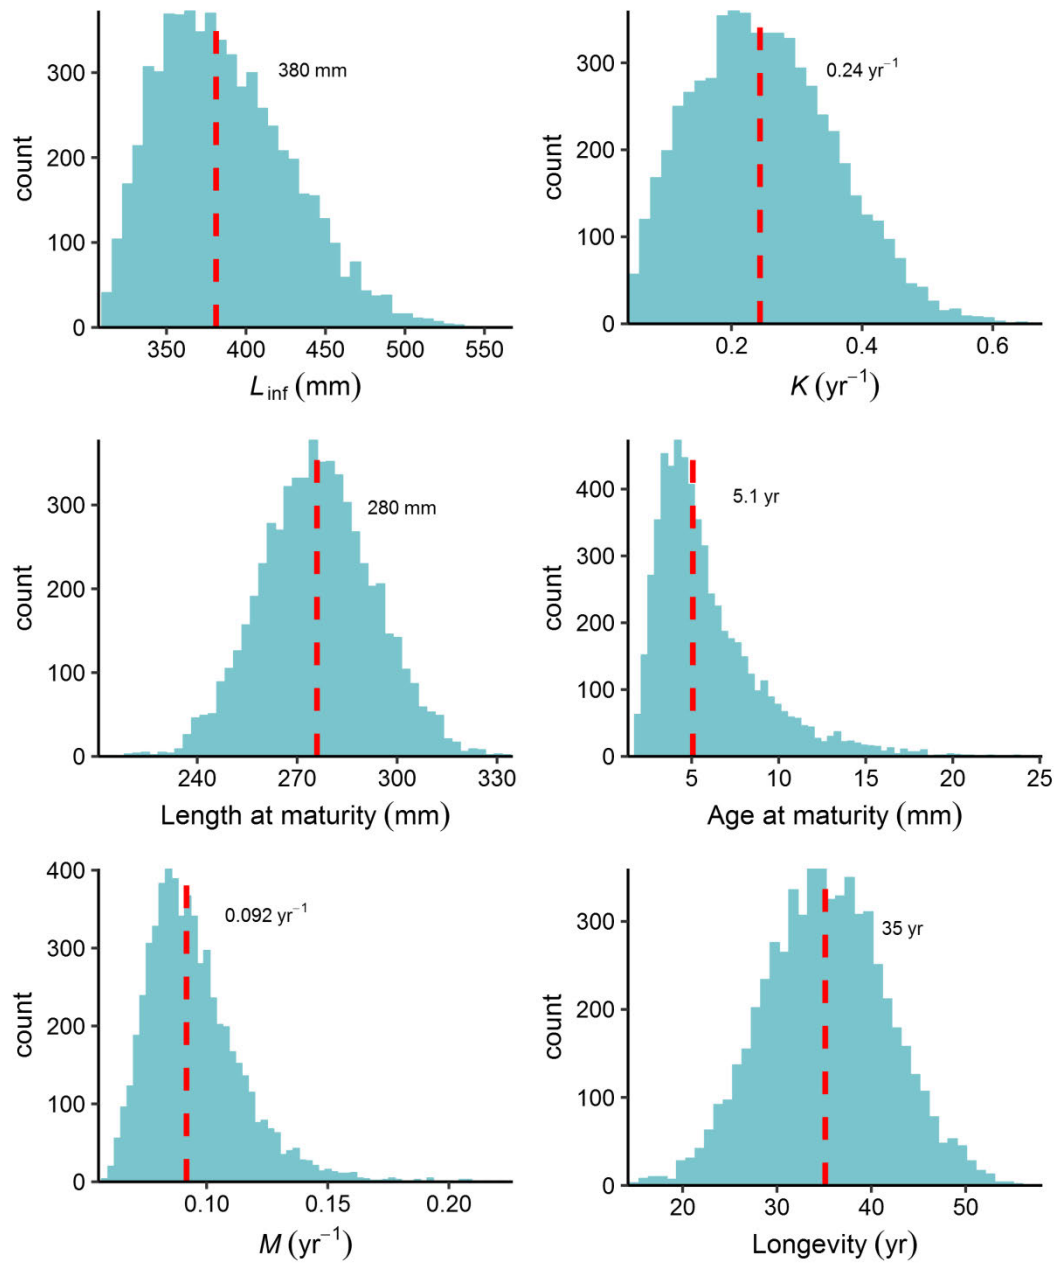 380 mm
count
300
200
100
0
350 400 450 500 550
L_inf (mm)
0.24 yr⁻¹
count
300
200
100
0
0.2 0.4 0.6
K (yr⁻¹)
280 mm
count
300
200
100
0
240 270 300 330
Length at maturity (mm)
5.1 yr
count
400
300
200
100
0
5 10 15 20 25
Age at maturity (mm)
0.092 yr⁻¹
count
400
300
200
100
0
0.10 0.15 0.20
M (yr⁻¹)
35 yr
count
300
200
100
0
20 30 40 50
Longevity (yr)